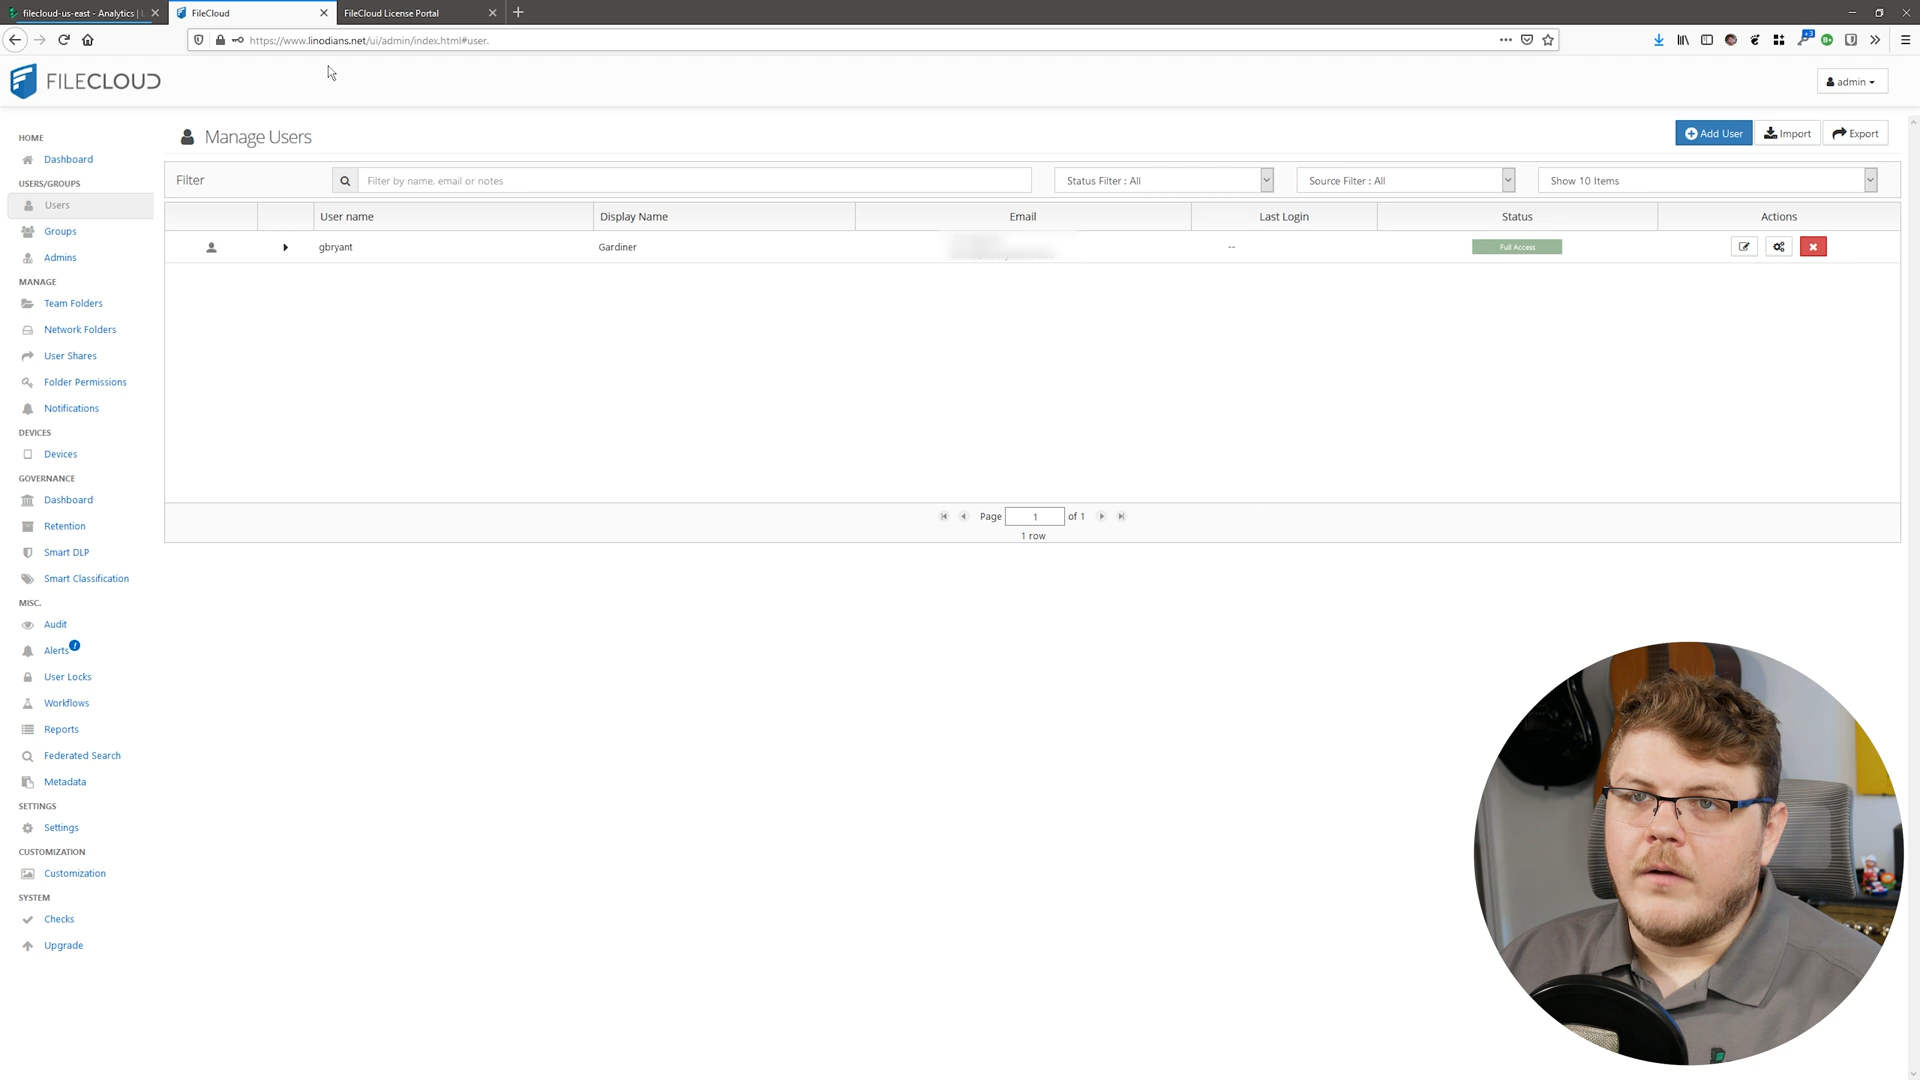 filecloud-us-east - Analytics |
FileCloud
FileCloud License Portal
https://www.linodians.net/ui/admin/index.html#user.
+3
FILECLOUD
admin
HOME
Dashboard
USERS/GROUPS
Users
Groups
Admins
MANAGE
Team Folders
Network Folders
User Shares
Folder Permissions
Notifications
DEVICES
Devices
GOVERNANCE
Dashboard
Retention
Smart DLP
Smart Classification
MISC.
Audit
Alerts
User Locks
Workflows
Reports
Federated Search
Metadata
SETTINGS
Settings
CUSTOMIZATION
Customization
SYSTEM
Checks
Upgrade
Manage Users
Add User Import Export
Filter Filter by name, email or notes Status Filter : All Source Filter : All Show 10 Items
User name Display Name Email Last Login Status Actions
gbryant Gardiner -- Full Access
Page 1 of 1
1 row